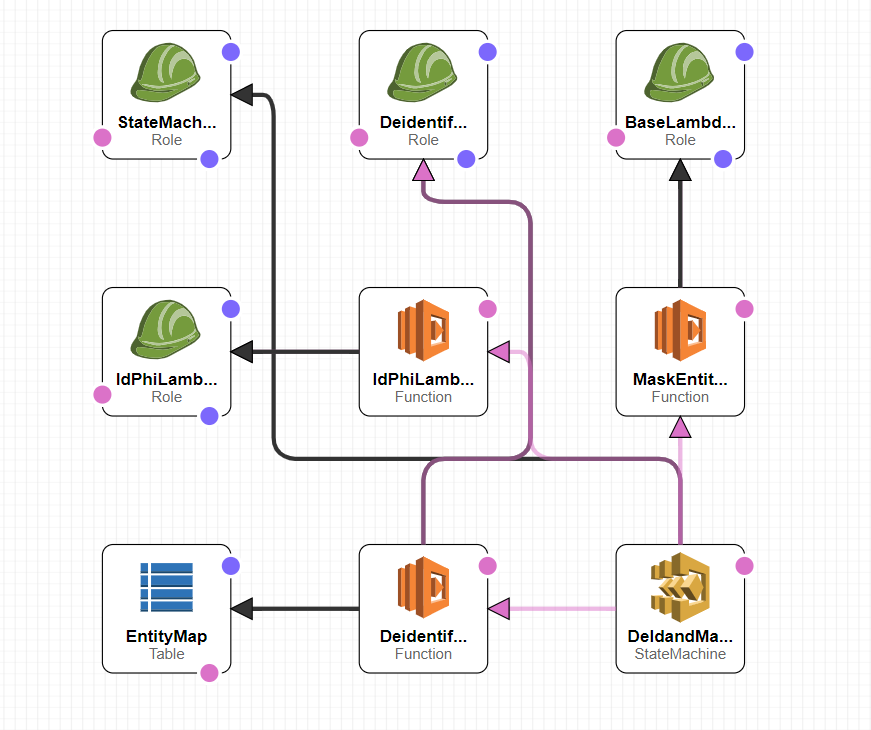 StateMach...
Role
Deidentif...
Role
BaseLambd...
Role
IdPhiLamb...
Role
IdPhiLamb...
Function
MaskEntit...
Function
EntityMap
Table
Deidentif...
Function
DeIdandMa...
StateMachine